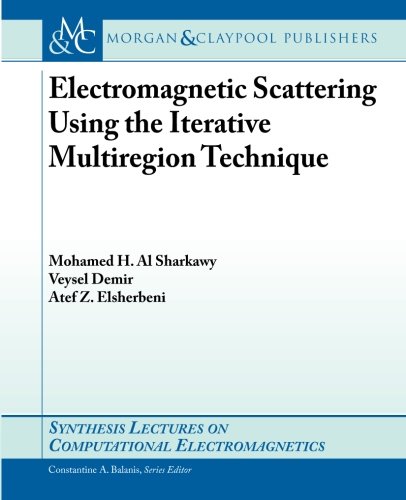 M
&C
MORGAN & CLAYPOOL PUBLISHERS
Electromagnetic Scattering
Using the Iterative
Multiregion Technique
Mohamed H. Al Sharkawy
Veysel Demir
Atef Z. Elsherbeni
SYNTHESIS LECTURES ON
COMPUTATIONAL ELECTROMAGNETICS
Constantine A. Balanis, Series Editor